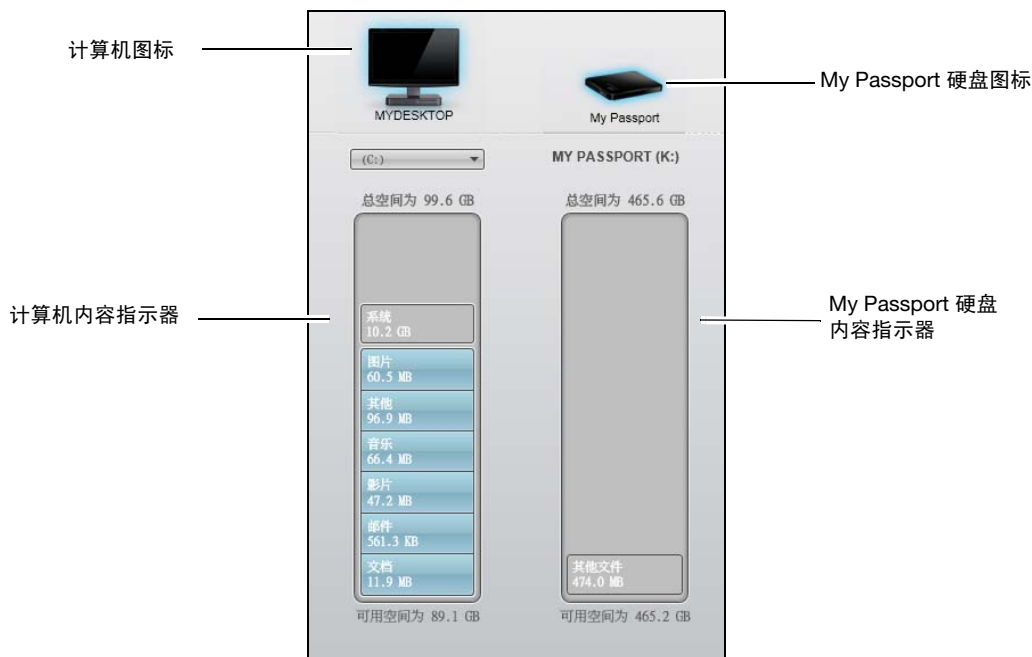 计算机图标
My Passport 硬盘图标
MYDESKTOP
My Passport
(C:)
MY PASSPORT (K:)
总空间为 99.6 GB
总空间为 465.6 GB
计算机内容指示器
My Passport 硬盘
内容指示器
系统
10.2 GB
图片
60.5 MB
其他
96.9 MB
音乐
66.4 MB
影片
47.2 MB
邮件
561.3 KB
文档
11.9 MB
其他文件
474.0 MB
可用空间为 89.1 GB
可用空间为 465.2 GB